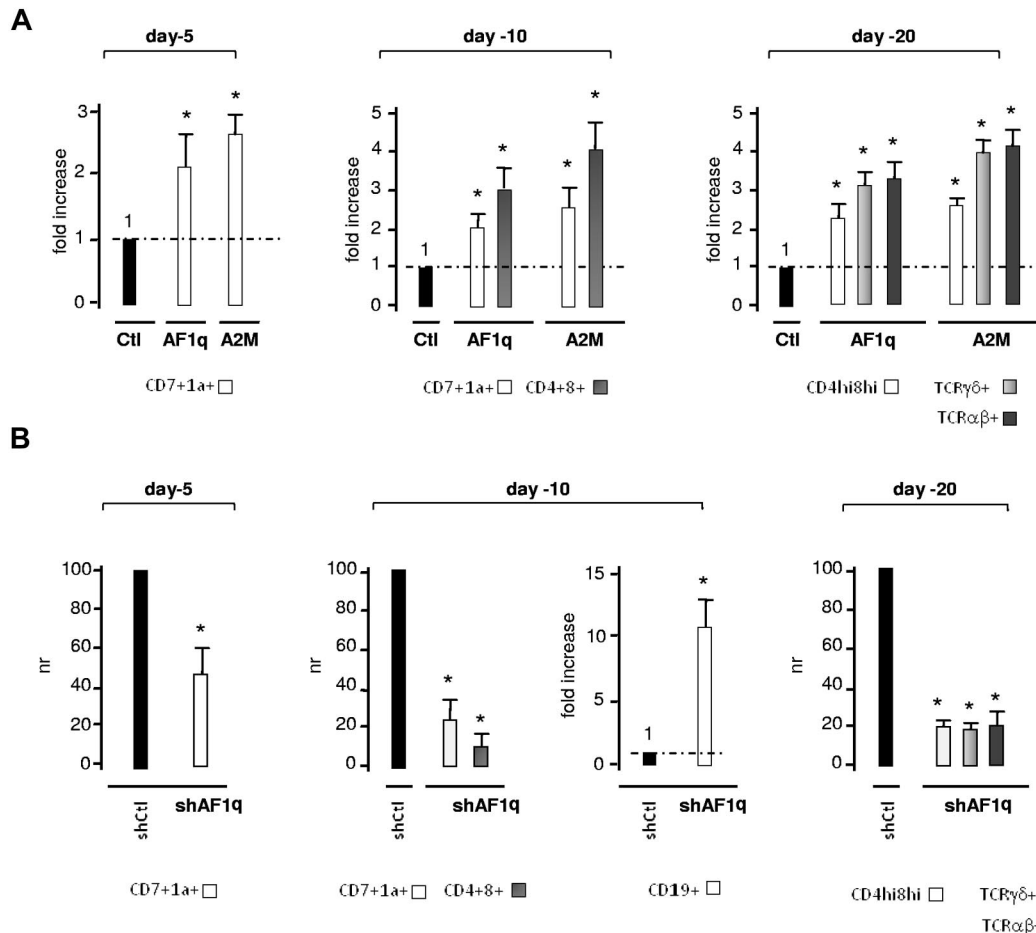 A
day-5
day -10
day -20
fold increase
3
2
1
0
1
*
*
Ctl AF1q A2M
CD7+1a+
fold increase
5
4
3
2
1
0
1
*
*
*
*
Ctl AF1q A2M
CD7+1a+ CD4+8+
fold increase
5
4
3
2
1
0
1
*
*
*
*
*
*
Ctl AF1q A2M
CD4hi8hi TCRγδ+
TCRαβ+
B
day-5
day -10
day -20
nr
100
80
60
40
20
0
*
shCtl shAF1q
CD7+1a+
nr
100
80
60
40
20
0
*
*
shCtl shAF1q
CD7+1a+ CD4+8+
fold increase
15
10
5
0
1
*
shCtl shAF1q
CD19+
nr
100
80
60
40
20
0
* * *
shCtl shAF1q
CD4hi8hi TCRγδ+
TCRαβ